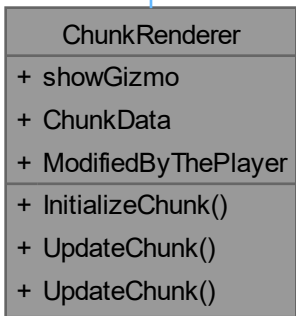 ChunkRenderer
+ showGizmo
+ ChunkData
+ ModifiedByThePlayer
+ InitializeChunk()
+ UpdateChunk()
+ UpdateChunk()